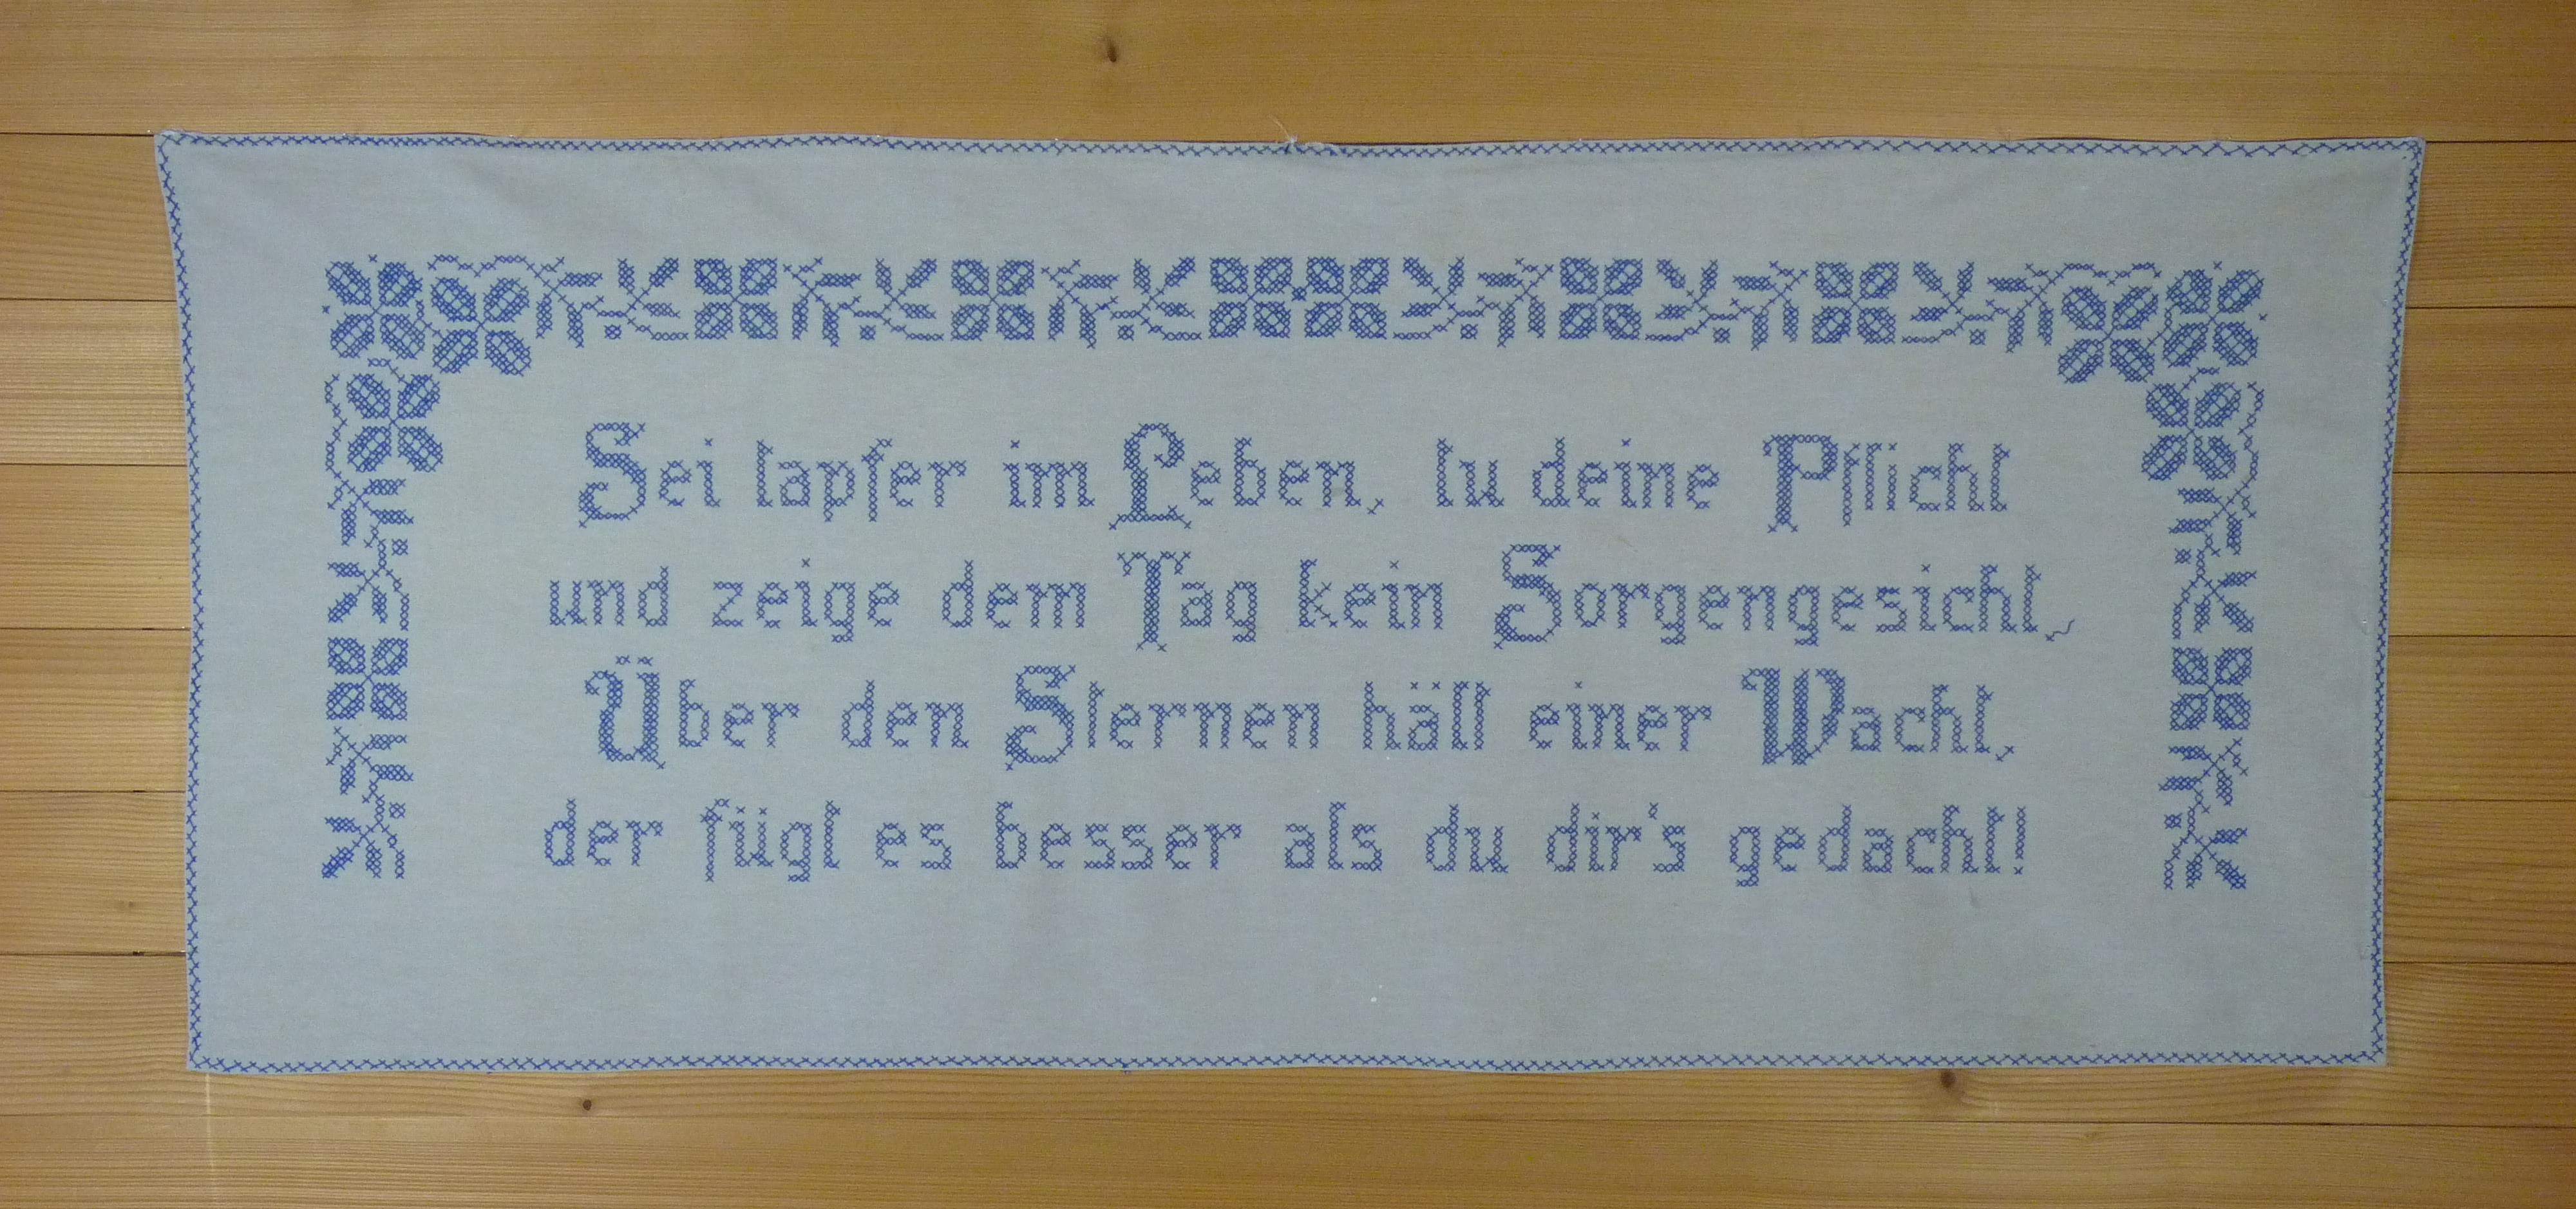 Sei tapfer im Leben, tu deine Pflicht
und zeige dem Tag kein Sorgengesicht,
Über den Sternen hält einer Wacht,
der fügt es besser als du dir's gedacht!